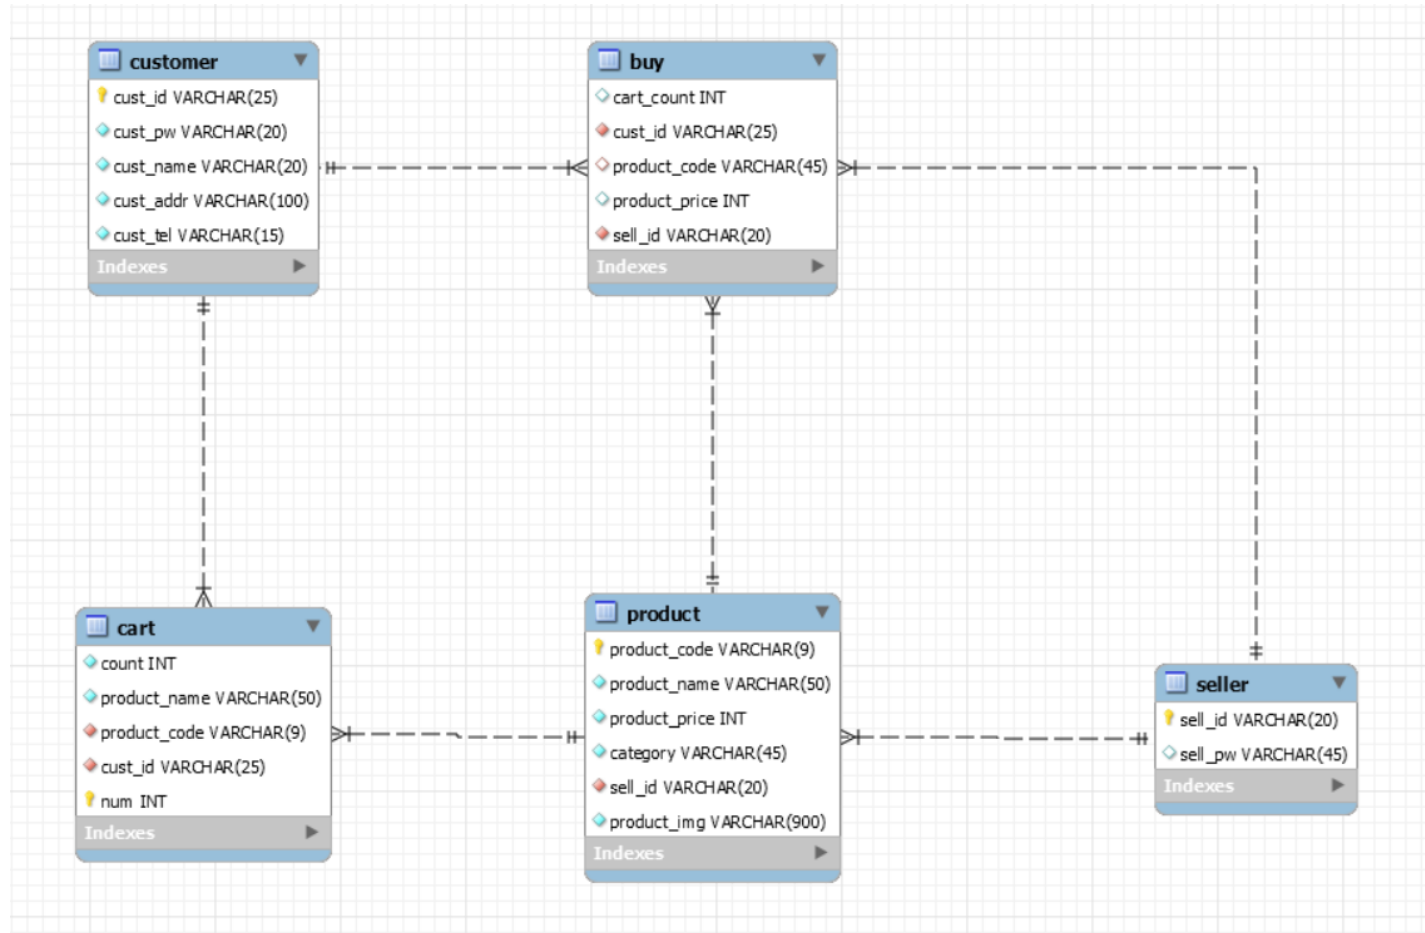 customer
cust_id VARCHAR(25)
cust_pw VARCHAR(20)
cust_name VARCHAR(20)
cust_addr VARCHAR(100)
cust_tel VARCHAR(15)
Indexes
buy
cart_count INT
cust_id VARCHAR(25)
product_code VARCHAR(45)
product_price INT
sell_id VARCHAR(20)
Indexes
cart
count INT
product_name VARCHAR(50)
product_code VARCHAR(9)
cust_id VARCHAR(25)
num INT
Indexes
product
product_code VARCHAR(9)
product_name VARCHAR(50)
product_price INT
category VARCHAR(45)
sell_id VARCHAR(20)
product_img VARCHAR(900)
Indexes
seller
sell_id VARCHAR(20)
sell_pw VARCHAR(45)
Indexes